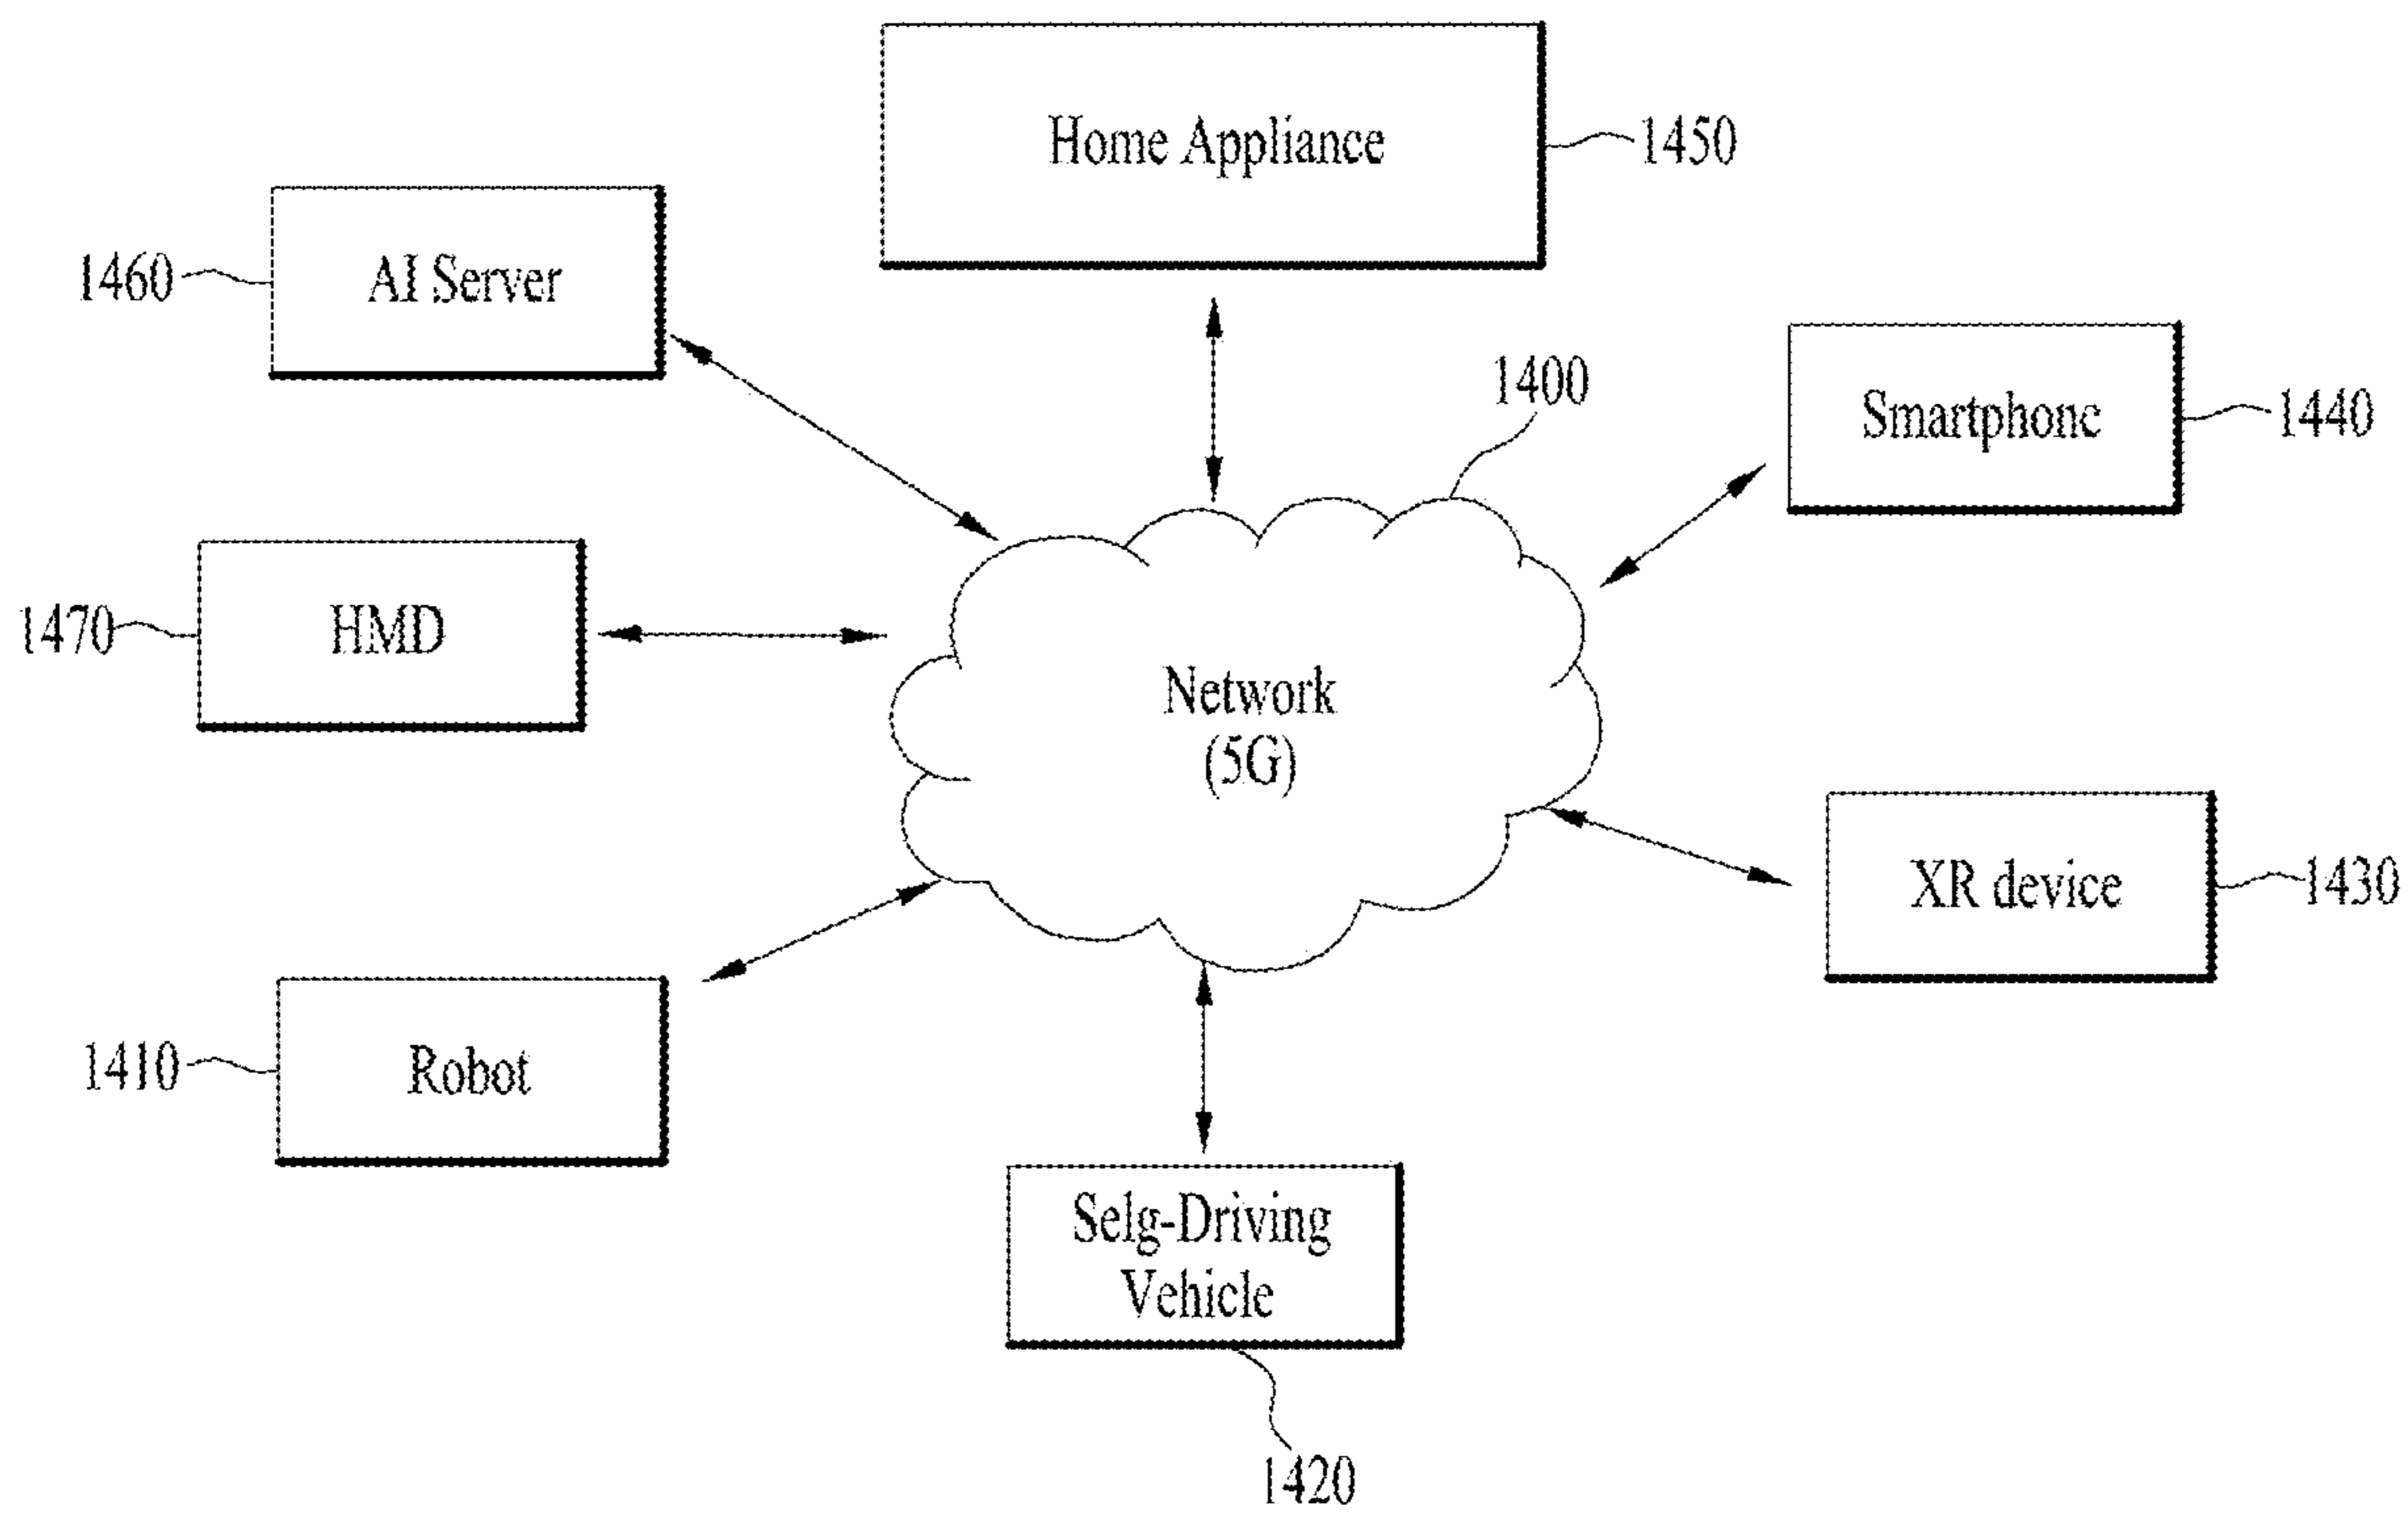 Home Appliance
1450
AI Server
1460
1400
Smartphone
1440
HMD
1470
Network
(5G)
XR device
1430
Robot
1410
Selg-Driving
Vehicle
1420